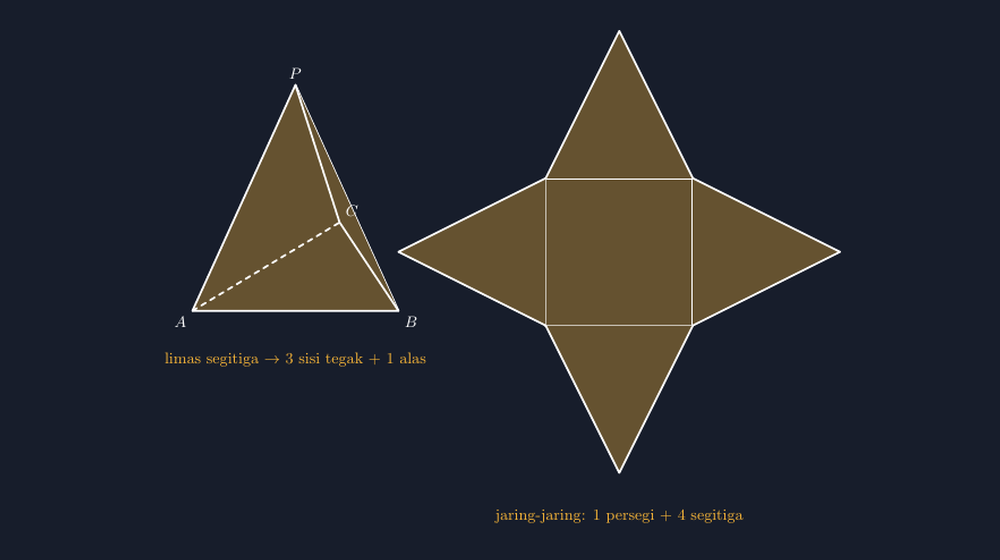 P
C
A
B
limas segitiga → 3 sisi tegak + 1 alas
jaring-jaring: 1 persegi + 4 segitiga